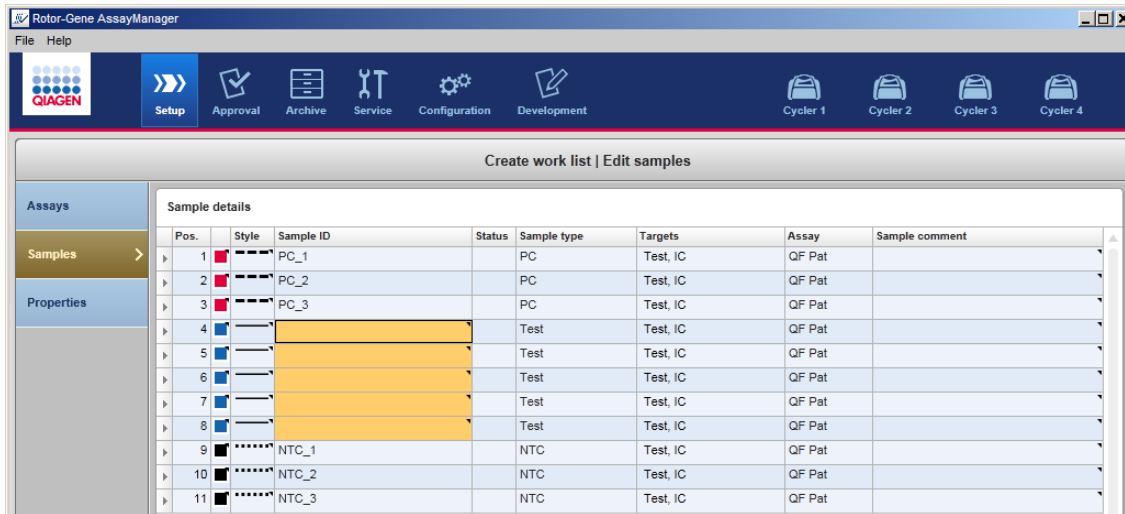 Rotor-Gene AssayManager
File Help
QIAGEN
Setup Approval Archive Service Configuration Development Cycler 1 Cycler 2 Cycler 3 Cycler 4
Create work list | Edit samples
Assays
Samples
Properties
Sample details
Pos. Style Sample ID Status Sample type Targets Assay Sample comment
1 PC_1 PC Test, IC QF Pat
2 PC_2 PC Test, IC QF Pat
3 PC_3 PC Test, IC QF Pat
4 Test Test, IC QF Pat
5 Test Test, IC QF Pat
6 Test Test, IC QF Pat
7 Test Test, IC QF Pat
8 Test Test, IC QF Pat
9 NTC_1 NTC Test, IC QF Pat
10 NTC_2 NTC Test, IC QF Pat
11 NTC_3 NTC Test, IC QF Pat